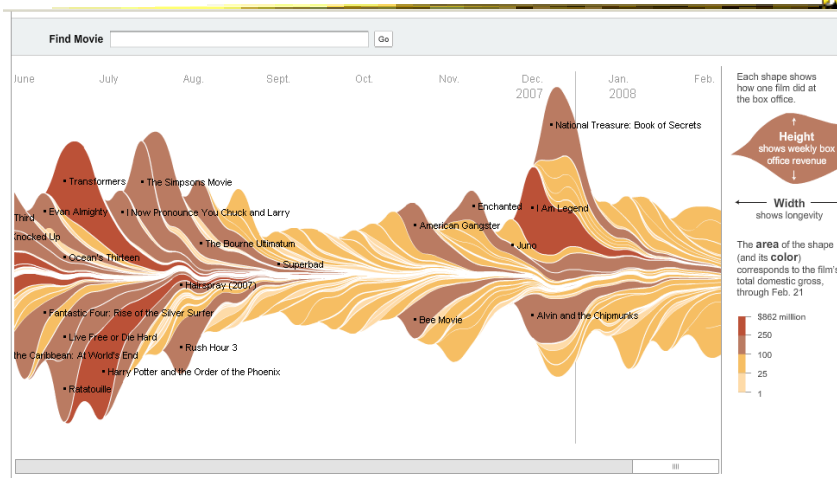 Find Movie
Go
June July Aug. Sept. Oct. Nov. Dec. Jan. Feb.
2007 2008
National Treasure: Book of Secrets
Transformers
The Simpsons Movie
Third
Evan Almighty
I Now Pronounce You Chuck and Larry
Enchanted
I Am Legend
American Gangster
Knocked Up
The Bourne Ultimatum
Juno
Ocean's Thirteen
Superbad
Hairspray (2007)
Fantastic Four: Rise of the Silver Surfer
Bee Movie
Alvin and the Chipmunks
Live Free or Die Hard
Rush Hour 3
the Caribbean: At World's End
Harry Potter and the Order of the Phoenix
Ratatouille
Each shape shows
how one film did at
the box office.
Height
shows weekly box
office revenue
Width
shows longevity
The area of the shape
(and its color)
corresponds to the film's
total domestic gross,
through Feb. 21
$862 million
250
100
25
1